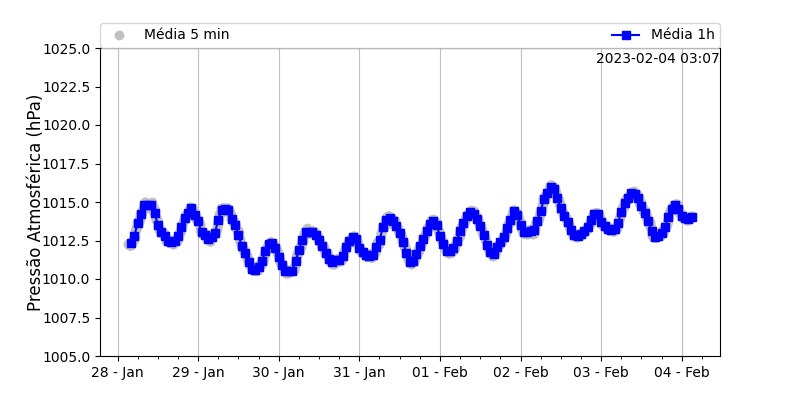 Média 5 min
Média 1h
2023-02-04 03:07
Pressão Atmosférica (hPa)
1025.0
1022.5
1020.0
1017.5
1015.0
1012.5
1010.0
1007.5
1005.0
28 - Jan
29 - Jan
30 - Jan
31 - Jan
01 - Feb
02 - Feb
03 - Feb
04 - Feb